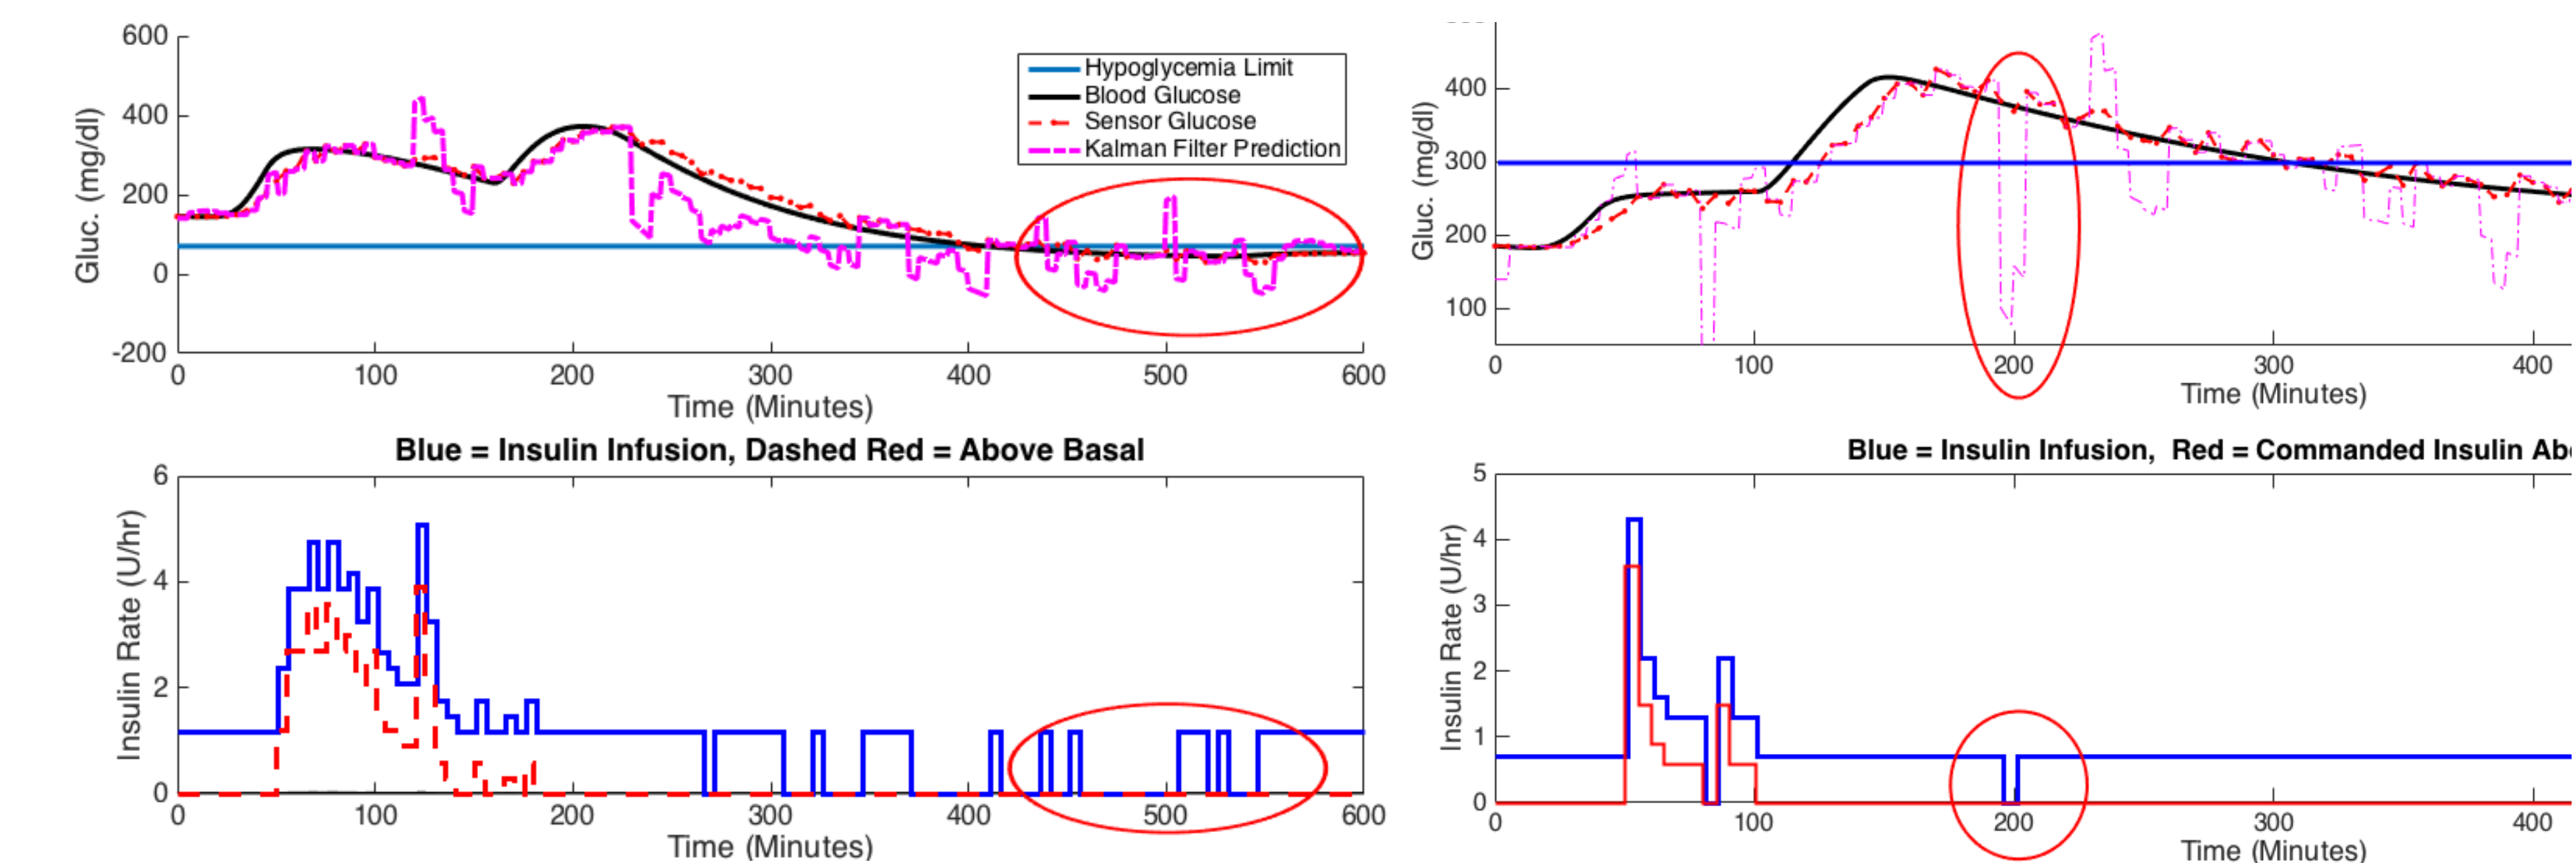 600
400
200
0
-200
Gluc. (mg/dl)
0 100 200 300 400 500 600
Time (Minutes)
Hypoglycemia Limit
Blood Glucose
Sensor Glucose
Kalman Filter Prediction
400
300
200
100
Gluc. (mg/dl)
0 100 200 300 400
Time (Minutes)
Blue = Insulin Infusion, Dashed Red = Above Basal
6
4
2
0
Insulin Rate (U/hr)
0 100 200 300 400 500 600
Time (Minutes)
Blue = Insulin Infusion, Red = Commanded Insulin Ab
5
4
3
2
1
0
Insulin Rate (U/hr)
0 100 200 300 400
Time (Minutes)